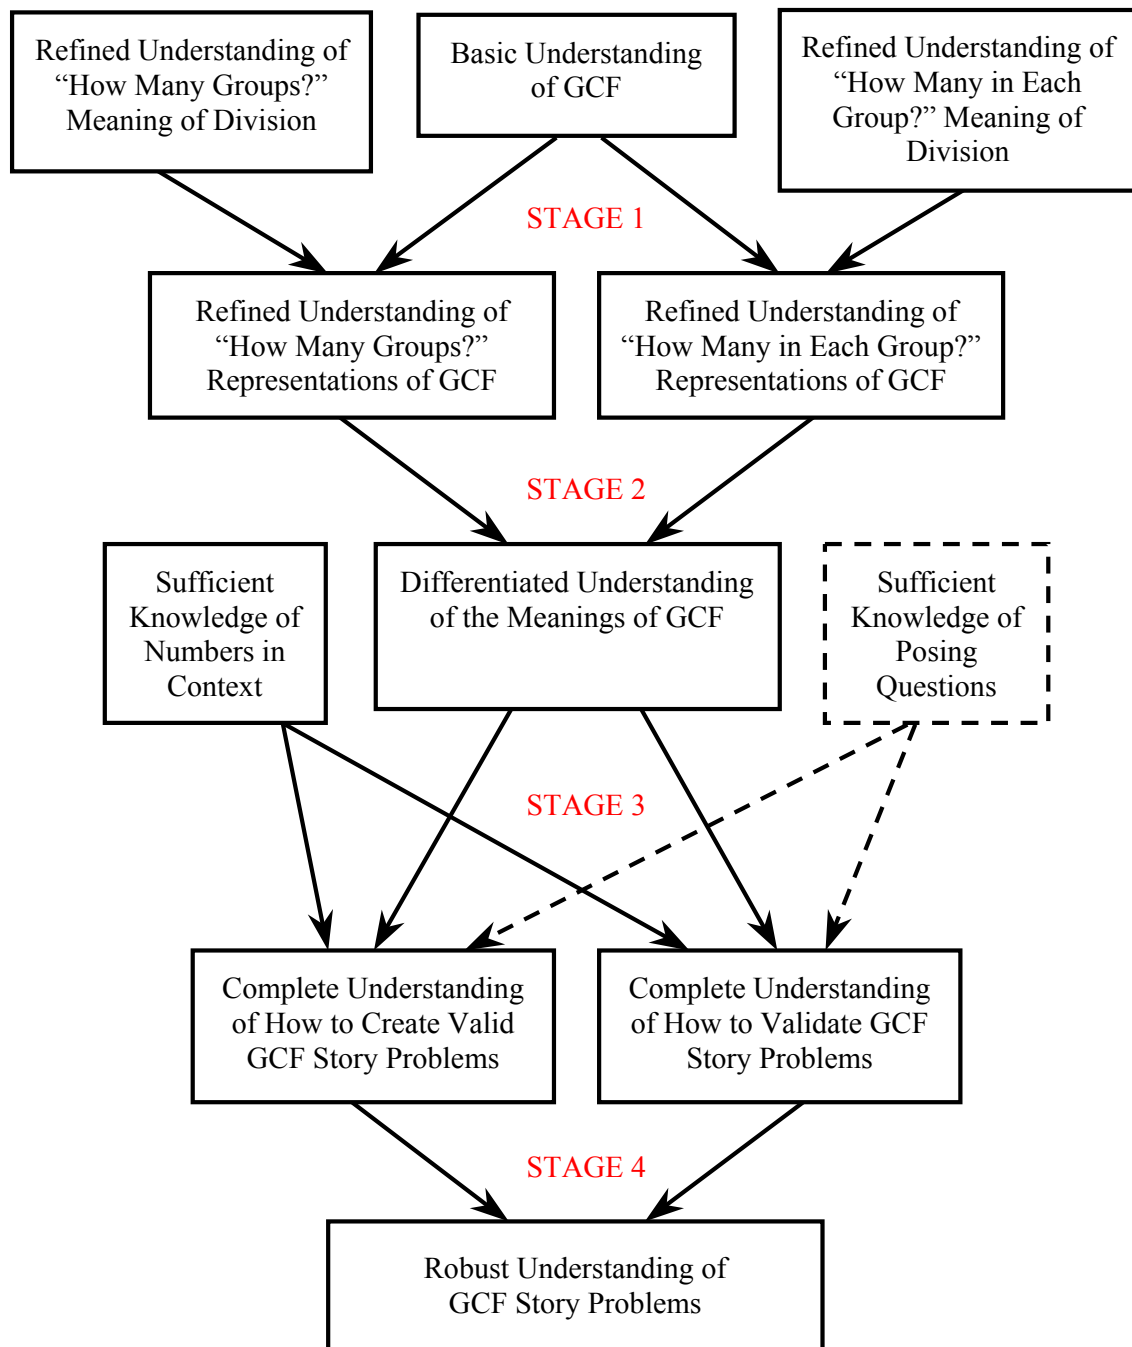 Refined Understanding of
“How Many Groups?”
Meaning of Division
Basic Understanding
of GCF
Refined Understanding of
“How Many in Each
Group?” Meaning of
Division
STAGE 1
Refined Understanding of
“How Many Groups?”
Representations of GCF
Refined Understanding of
“How Many in Each Group?”
Representations of GCF
STAGE 2
Sufficient
Knowledge of
Numbers in
Context
Differentiated Understanding
of the Meanings of GCF
Sufficient
Knowledge of
Posing
Questions
STAGE 3
Complete Understanding
of How to Create Valid
GCF Story Problems
Complete Understanding
of How to Validate GCF
Story Problems
STAGE 4
Robust Understanding of
GCF Story Problems